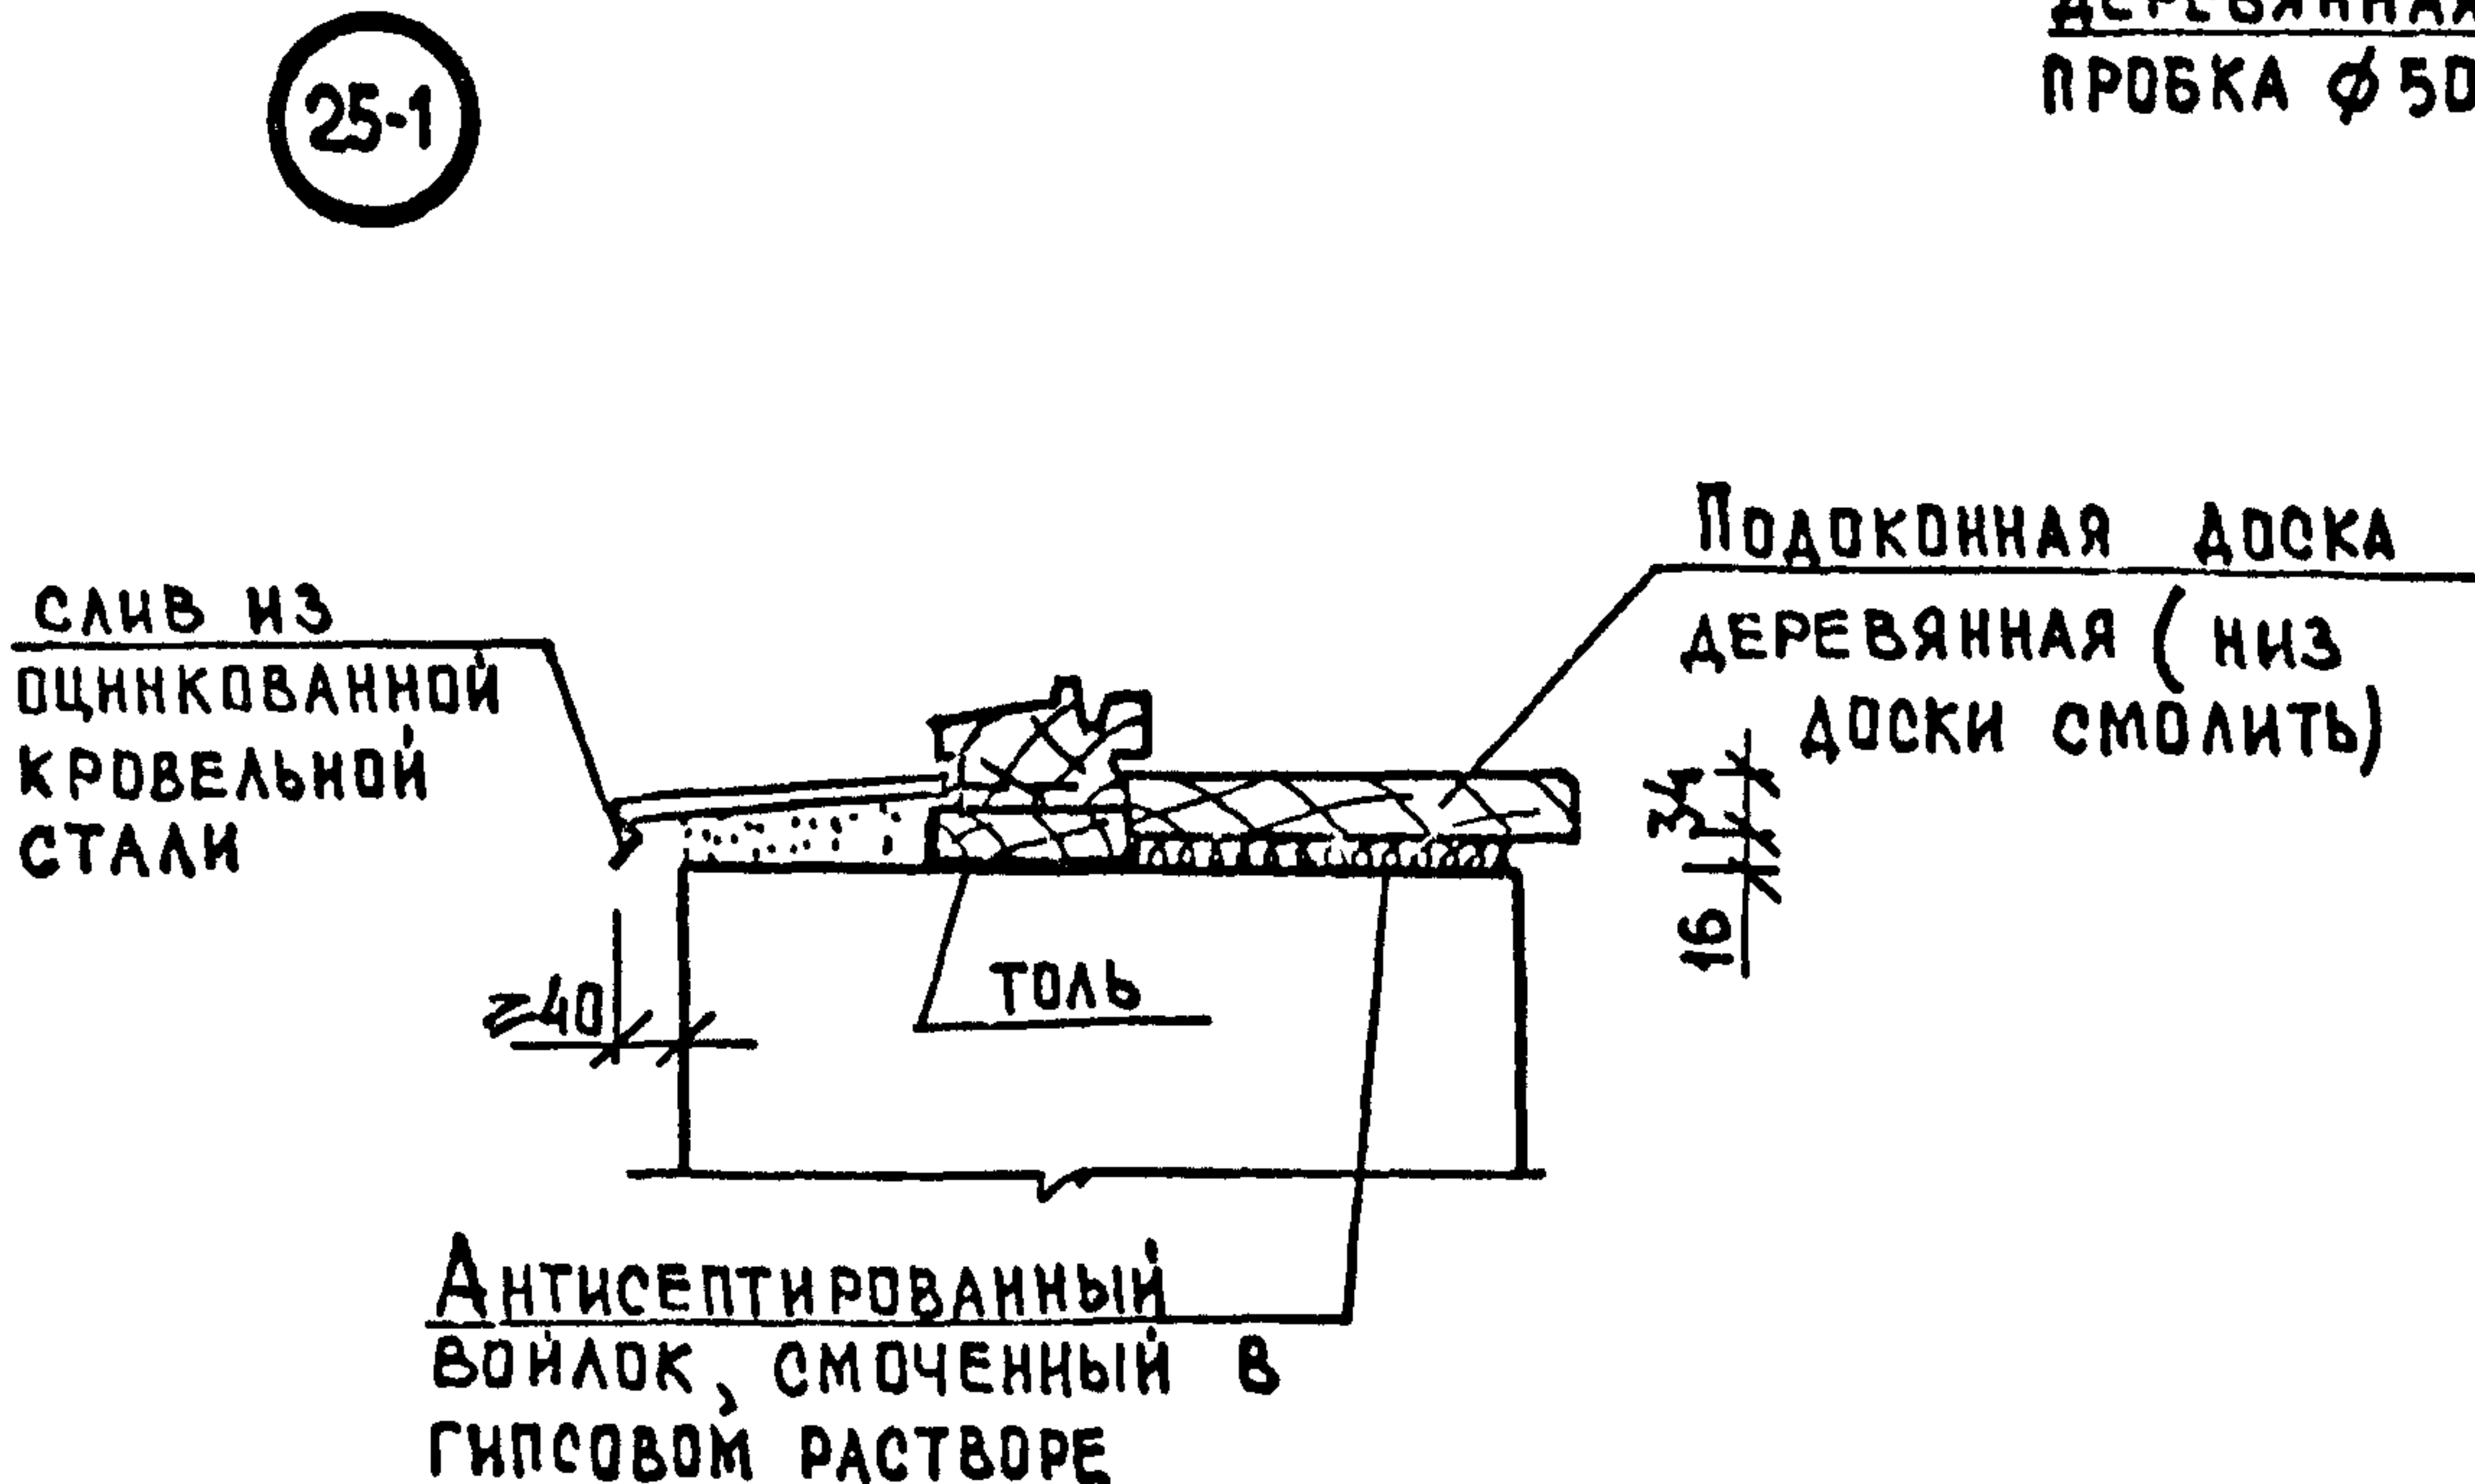 25-1
ПРОБКА ϕ 50
ПОДОКОННАЯ ДОСКА
ДЕРЕВЯННАЯ (НИЗ
ДОСКИ СМОЛИТЬ)
СЛИВ ИЗ
ОЦИНКОВАННОЙ
КРОВЕЛЬНОЙ
СТАЛИ
34
16
≈40
ТОЛЬ
АНТИСЕПТИРОВАННЫЙ
ВОЙЛОК, СМОЧЕННЫЙ В
ГИПСОВОМ РАСТВОРЕ